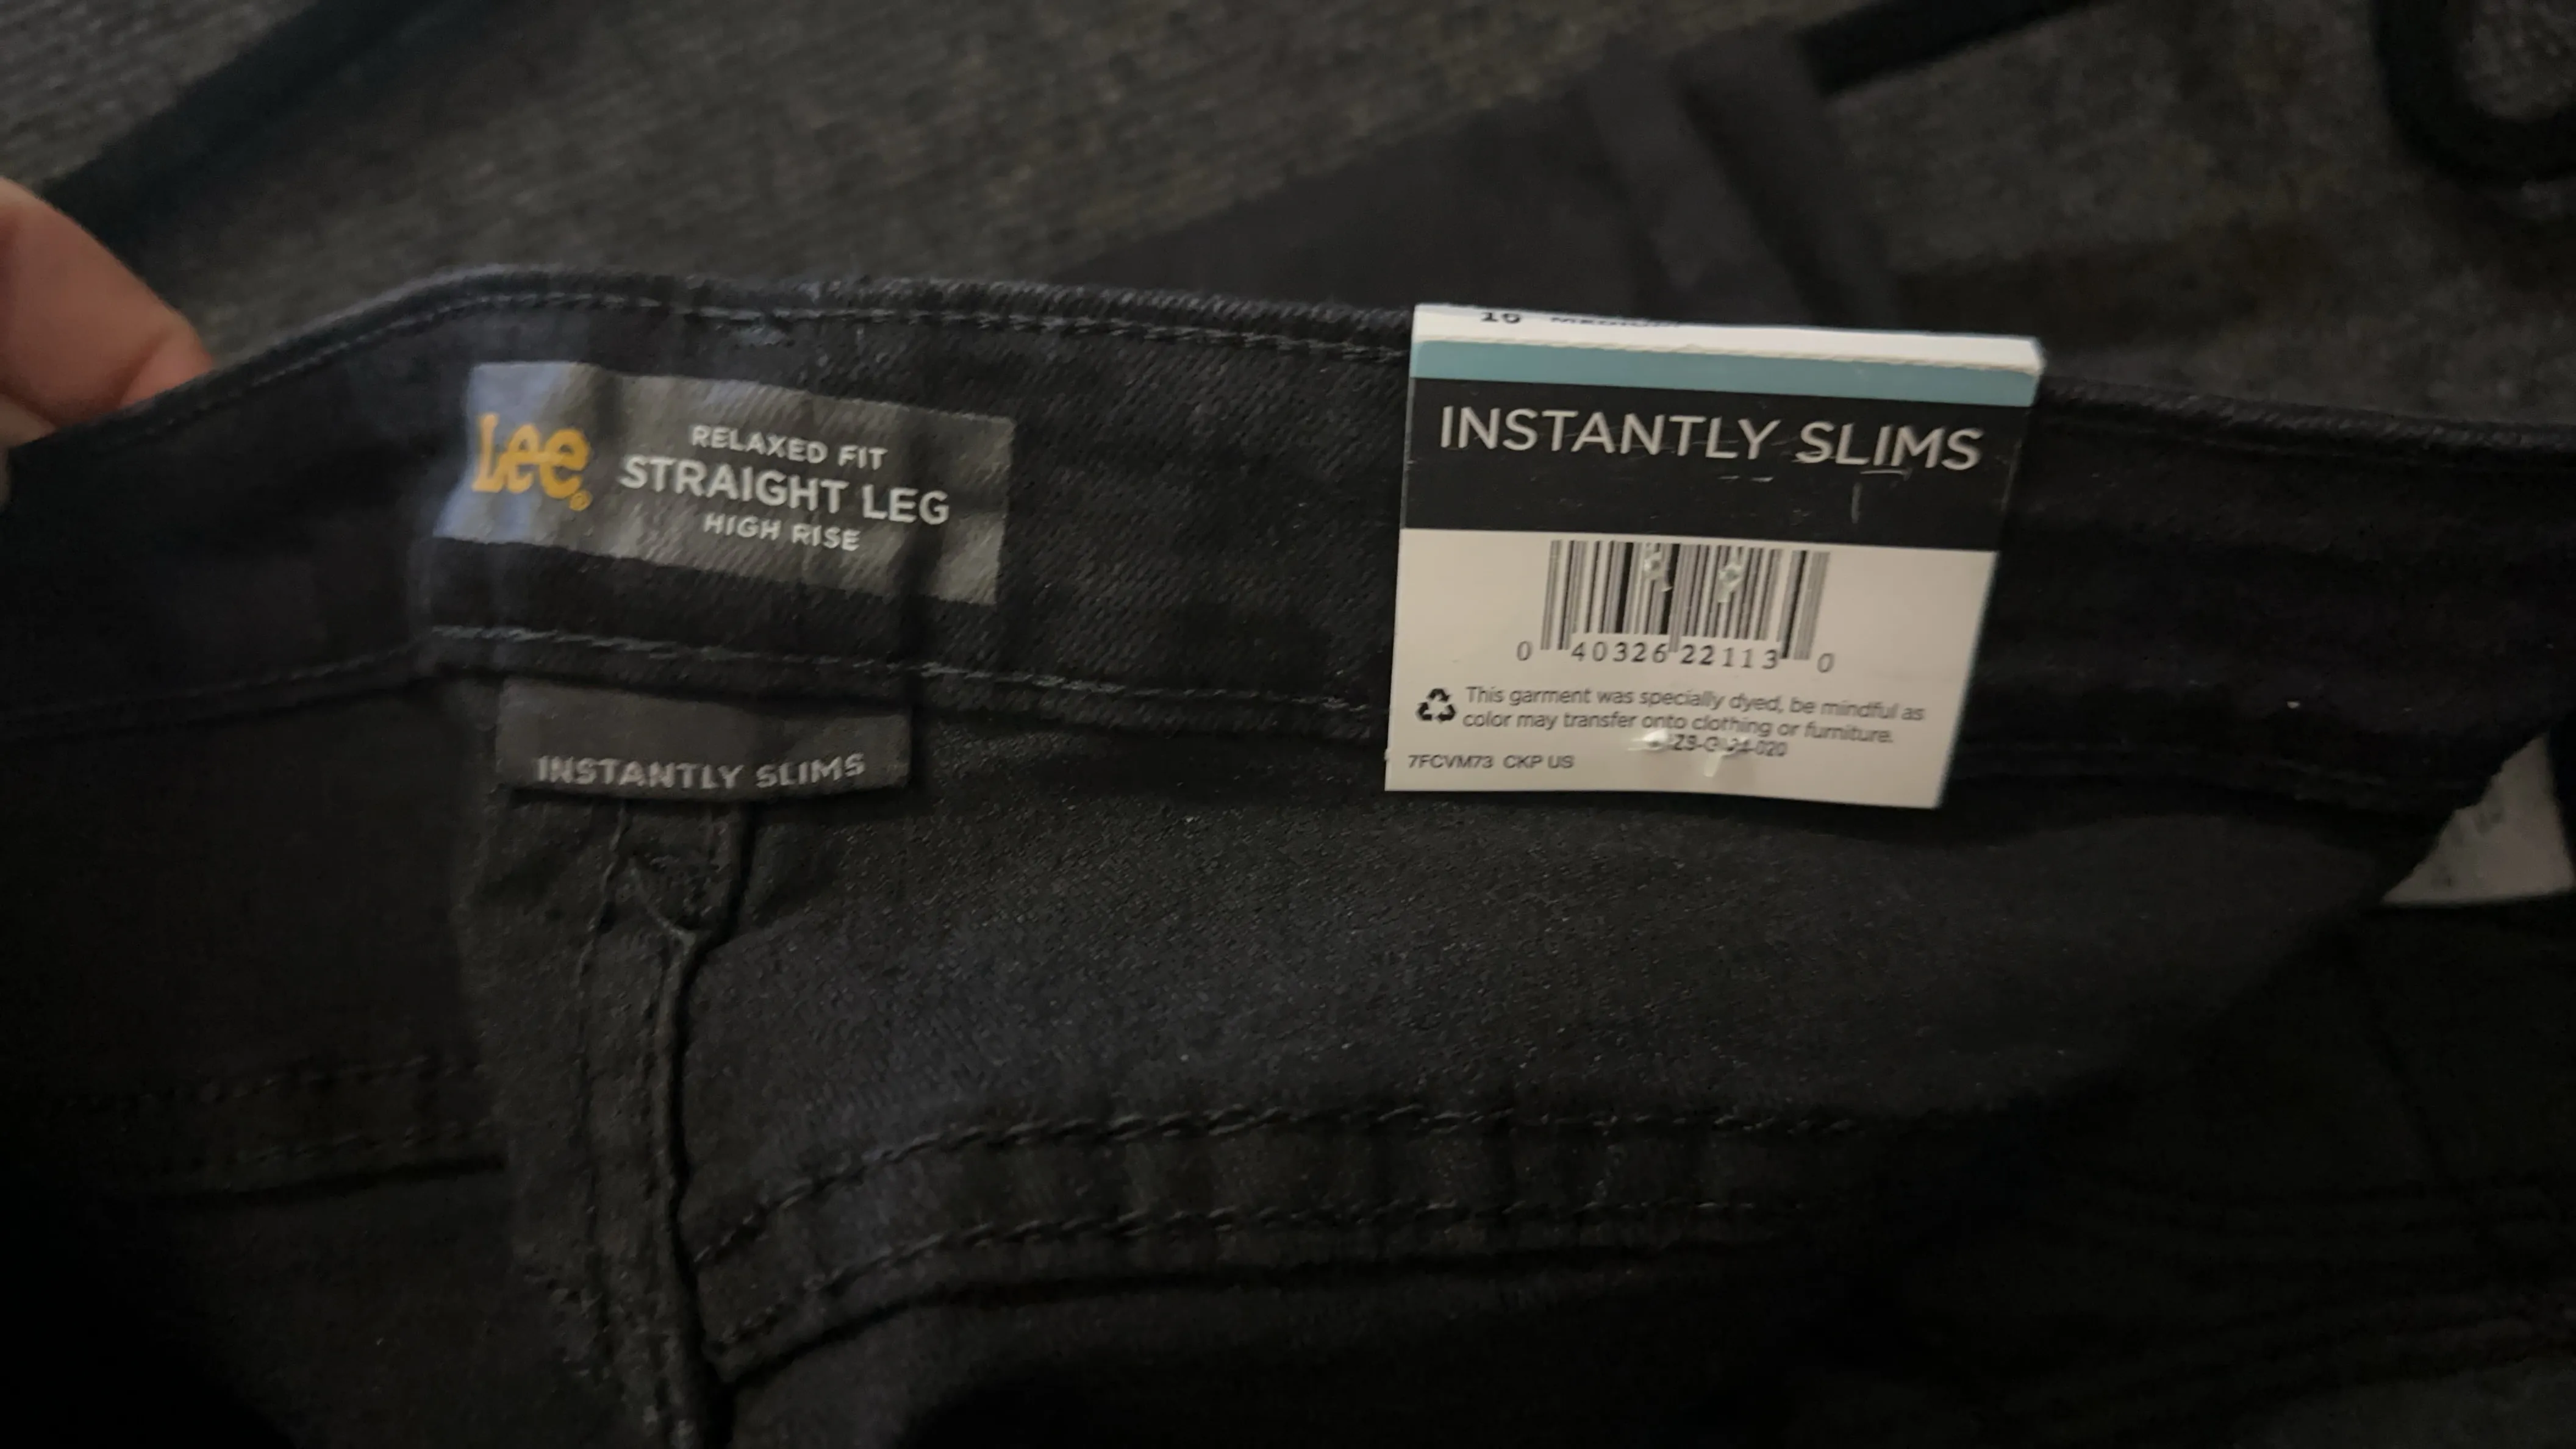 Lee®
RELAXED FIT
STRAIGHT LEG
HIGH RISE
INSTANTLY SLIMS
INSTANTLY SLIMS
0 40326 22113 0
This garment was specially dyed, be mindful as
color may transfer onto clothing or furniture.
7FCVM73 CKP US